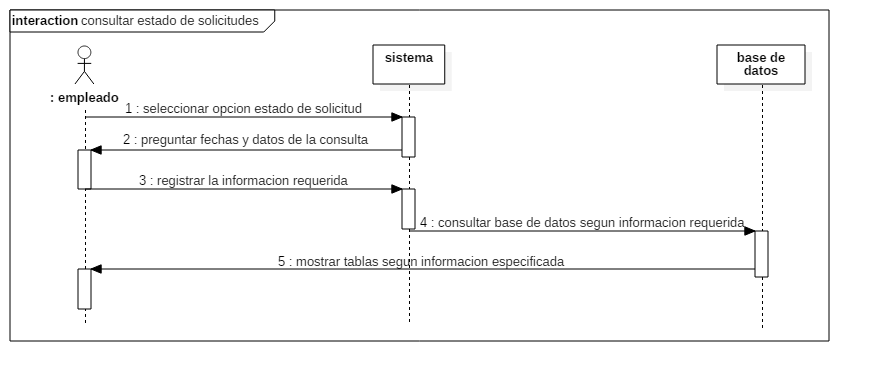 interaction consultar estado de solicitudes
sistema
base de
datos
: empleado
1 : seleccionar opcion estado de solicitud
2 : preguntar fechas y datos de la consulta
3 : registrar la informacion requerida
4 : consultar base de datos segun informacion requerida
5 : mostrar tablas segun informacion especificada